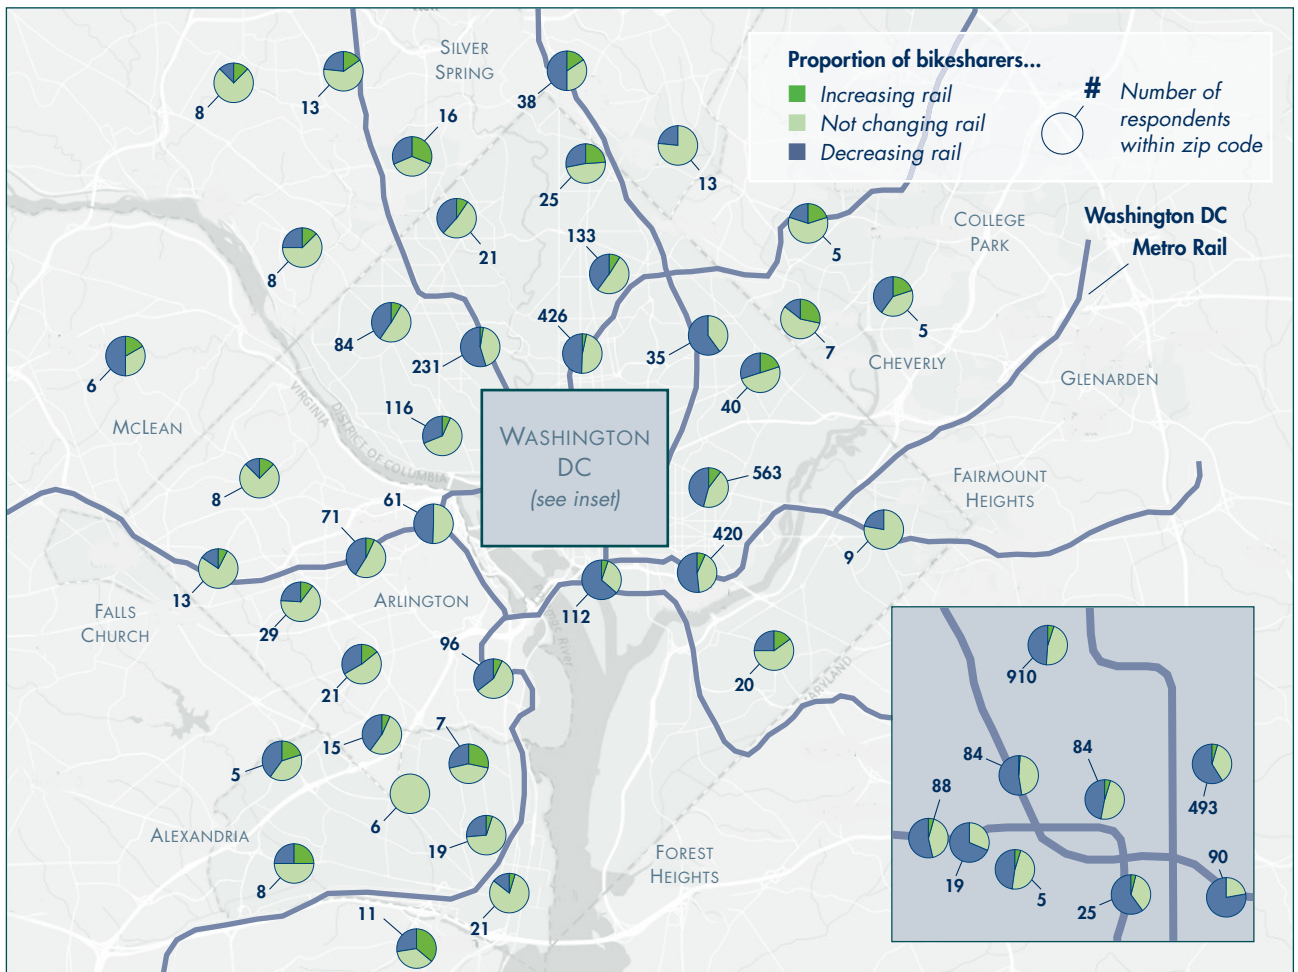 Proportion of bikesharers...
Increasing rail
Not changing rail
Decreasing rail
#
Number of
respondents
within zip code
SILVER
SPRING
8
13
38
16
25
13
21
133
5
COLLEGE
PARK
Washington DC
Metro Rail
8
84
231
426
35
7
5
CHEVERLY
GLENARDEN
6
MCLEAN
VIRGINIA
DISTRICT OF COLUMBIA
116
40
WASHINGTON
DC
(see inset)
563
FAIRMOUNT
HEIGHTS
8
61
71
420
9
13
29
FALLS
CHURCH
ARLINGTON
112
96
20
21
15
7
5
6
ALEXANDRIA
19
8
21
11
FOREST
HEIGHTS
910
84
84
493
88
19
5
25
90